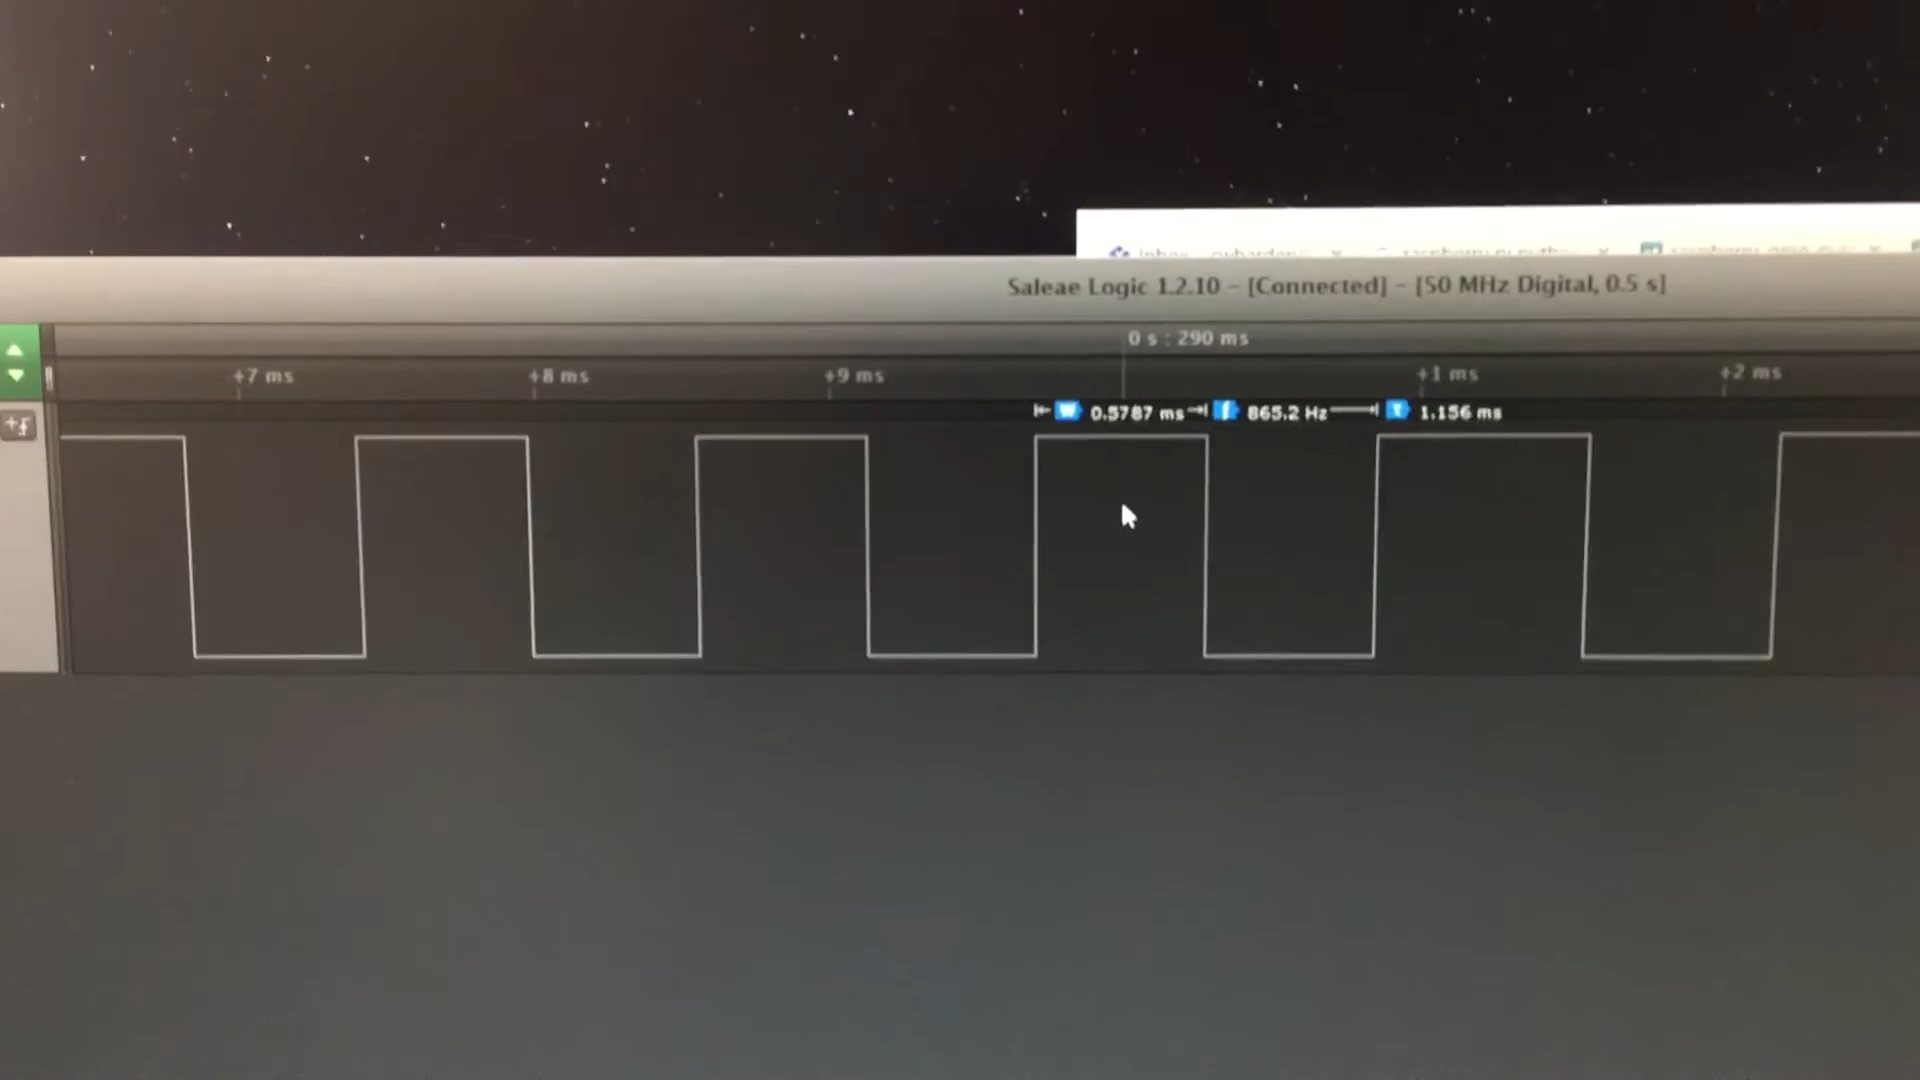 Inbox
Saleae Logic 1.2.10 - [Connected] - [50 MHz Digital, 0.5 s]
0 s : 290 ms
+7 ms +8 ms +9 ms +1 ms +2 ms
W 0.5787 ms f 865.2 Hz T 1.156 ms